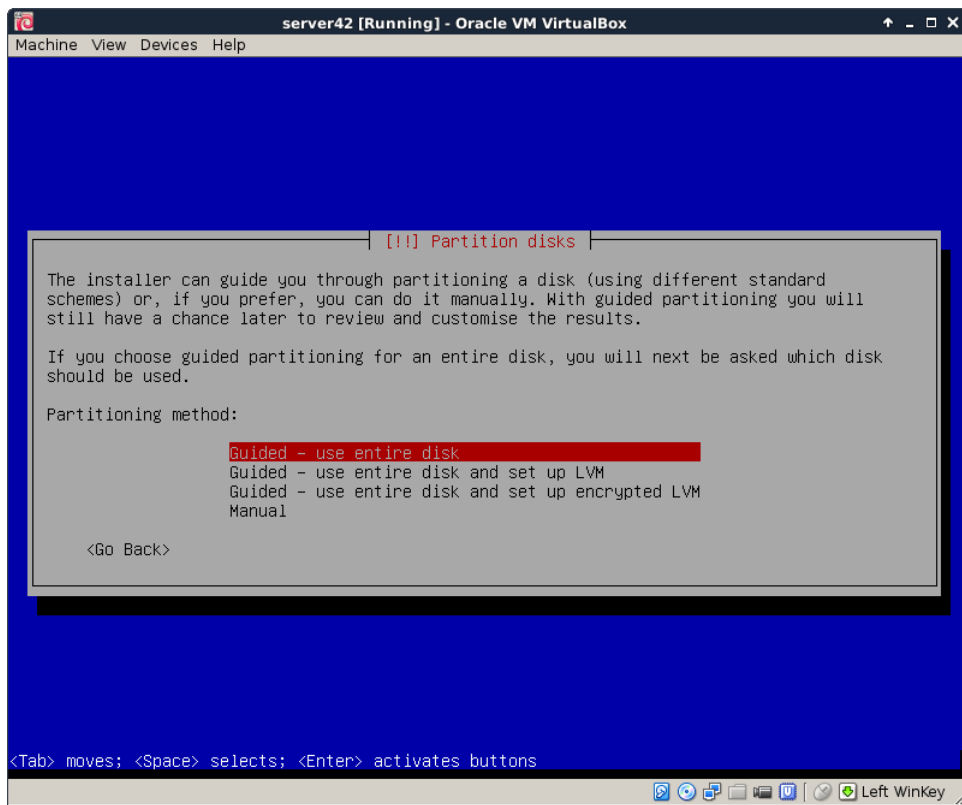 server42 [Running] - Oracle VM VirtualBox
Machine View Devices Help
[!!] Partition disks
The installer can guide you through partitioning a disk (using different standard
schemes) or, if you prefer, you can do it manually. With guided partitioning you will
still have a chance later to review and customise the results.
If you choose guided partitioning for an entire disk, you will next be asked which disk
should be used.
Partitioning method:
Guided – use entire disk
Guided – use entire disk and set up LVM
Guided – use entire disk and set up encrypted LVM
Manual
<Go Back>
<Tab> moves; <Space> selects; <Enter> activates buttons
Left WinKey